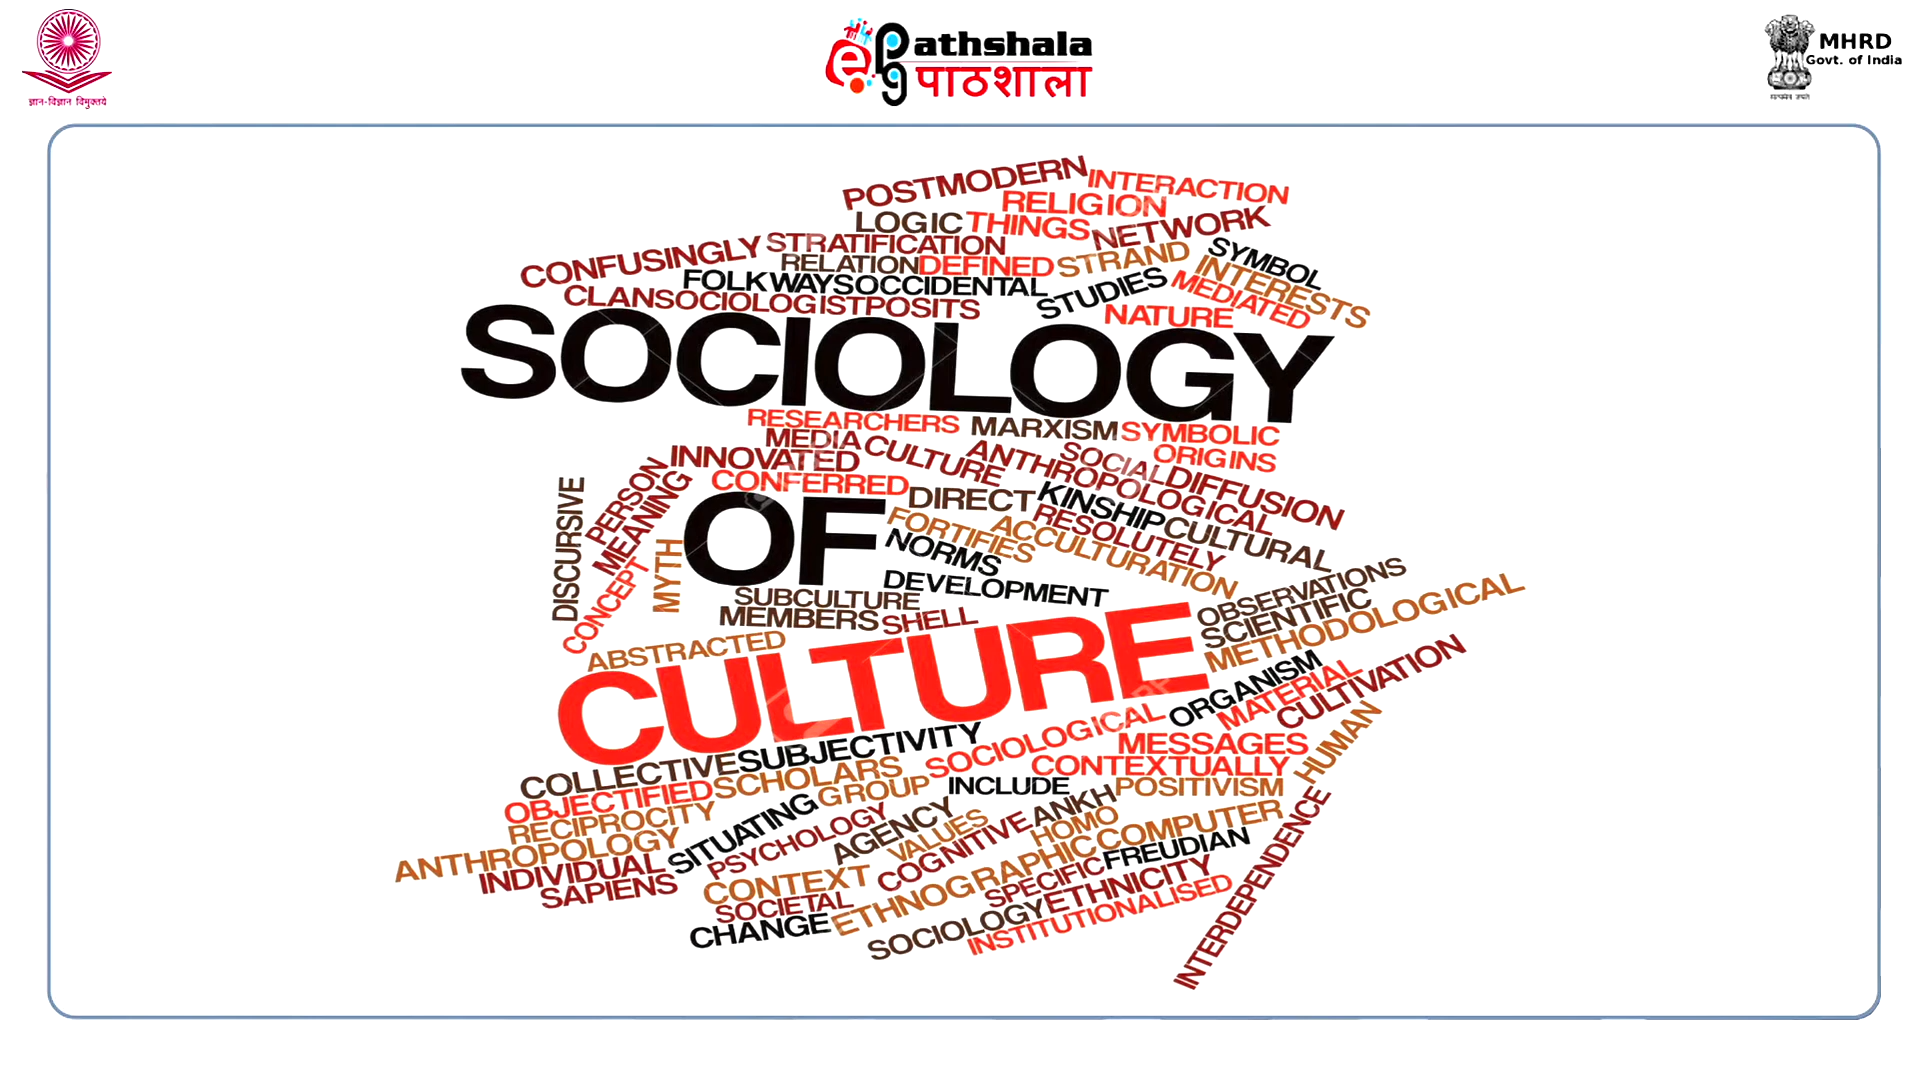 ज्ञान-विज्ञान विमुक्तये
e pg Pathshala
पाठशाला
MHRD
Govt. of India
सत्यमेव जयते
POSTMODERN INTERACTION
RELIGION
LOGIC THINGS NETWORK
CONFUSINGLY STRATIFICATION
RELATION DEFINED STRAND SYMBOL
FOLKWAYS OCCIDENTAL STUDIES INTERESTS
CLAN SOCIOLOGIST POSITS MEDIATED
NATURE
SOCIOLOGY
RESEARCHERS MARXISM SYMBOLIC
MEDIA CULTURE ANTHROPOLOGICAL SOCIAL ORIGINS
INNOVATED DIFFUSION
CONFERRED DIRECT KINSHIP CULTURAL
DISCURSIVE PERSON MEANING
CONCEPT MYTH
OF
FORTIFIES ACCULTURATION RESOLUTELY
NORMS
DEVELOPMENT
SUBCULTURE
MEMBERS SHELL
OBSERVATIONS
SCIENTIFIC
METHODOLOGICAL
ABSTRACTED
CULTURE
ORGANISM
MATERIAL
CULTIVATION
HUMAN
COLLECTIVE SUBJECTIVITY
SOCIOLOGICAL MESSAGES
CONTEXTUALLY
OBJECTIFIED SCHOLARS
INCLUDE POSITIVISM
RECIPROCITY SITUATING GROUP
ANTHROPOLOGY PSYCHOLOGY AGENCY VALUES
COGNITIVE ANKH
HOMO
INDIVIDUAL
SAPIENS
CONTEXT
ETHNOGRAPHIC COMPUTER
SPECIFIC FREUDIAN
SOCIETAL
CHANGE
SOCIOLOGY ETHNICITY
INSTITUTIONALISED
INTERDEPENDENCE